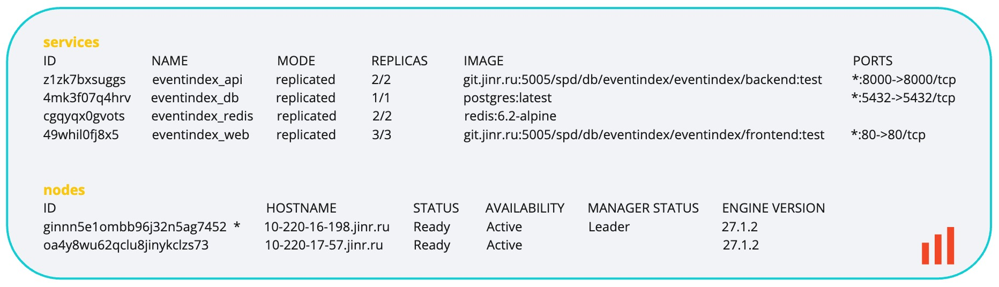 services
ID NAME MODE REPLICAS IMAGE PORTS
z1zk7bxsuggs eventindex_api replicated 2/2 git.jinr.ru:5005/spd/db/eventindex/eventindex/backend:test *:8000->8000/tcp
4mk3f07q4hrv eventindex_db replicated 1/1 postgres:latest *:5432->5432/tcp
cgqyqx0gvots eventindex_redis replicated 2/2 redis:6.2-alpine
49whil0fj8x5 eventindex_web replicated 3/3 git.jinr.ru:5005/spd/db/eventindex/eventindex/frontend:test *:80->80/tcp
nodes
ID HOSTNAME STATUS AVAILABILITY MANAGER STATUS ENGINE VERSION
ginnn5e1ombb96j32n5ag7452 * 10-220-16-198.jinr.ru Ready Active Leader 27.1.2
oa4y8wu62qclu8jinykclzs73 10-220-17-57.jinr.ru Ready Active 27.1.2